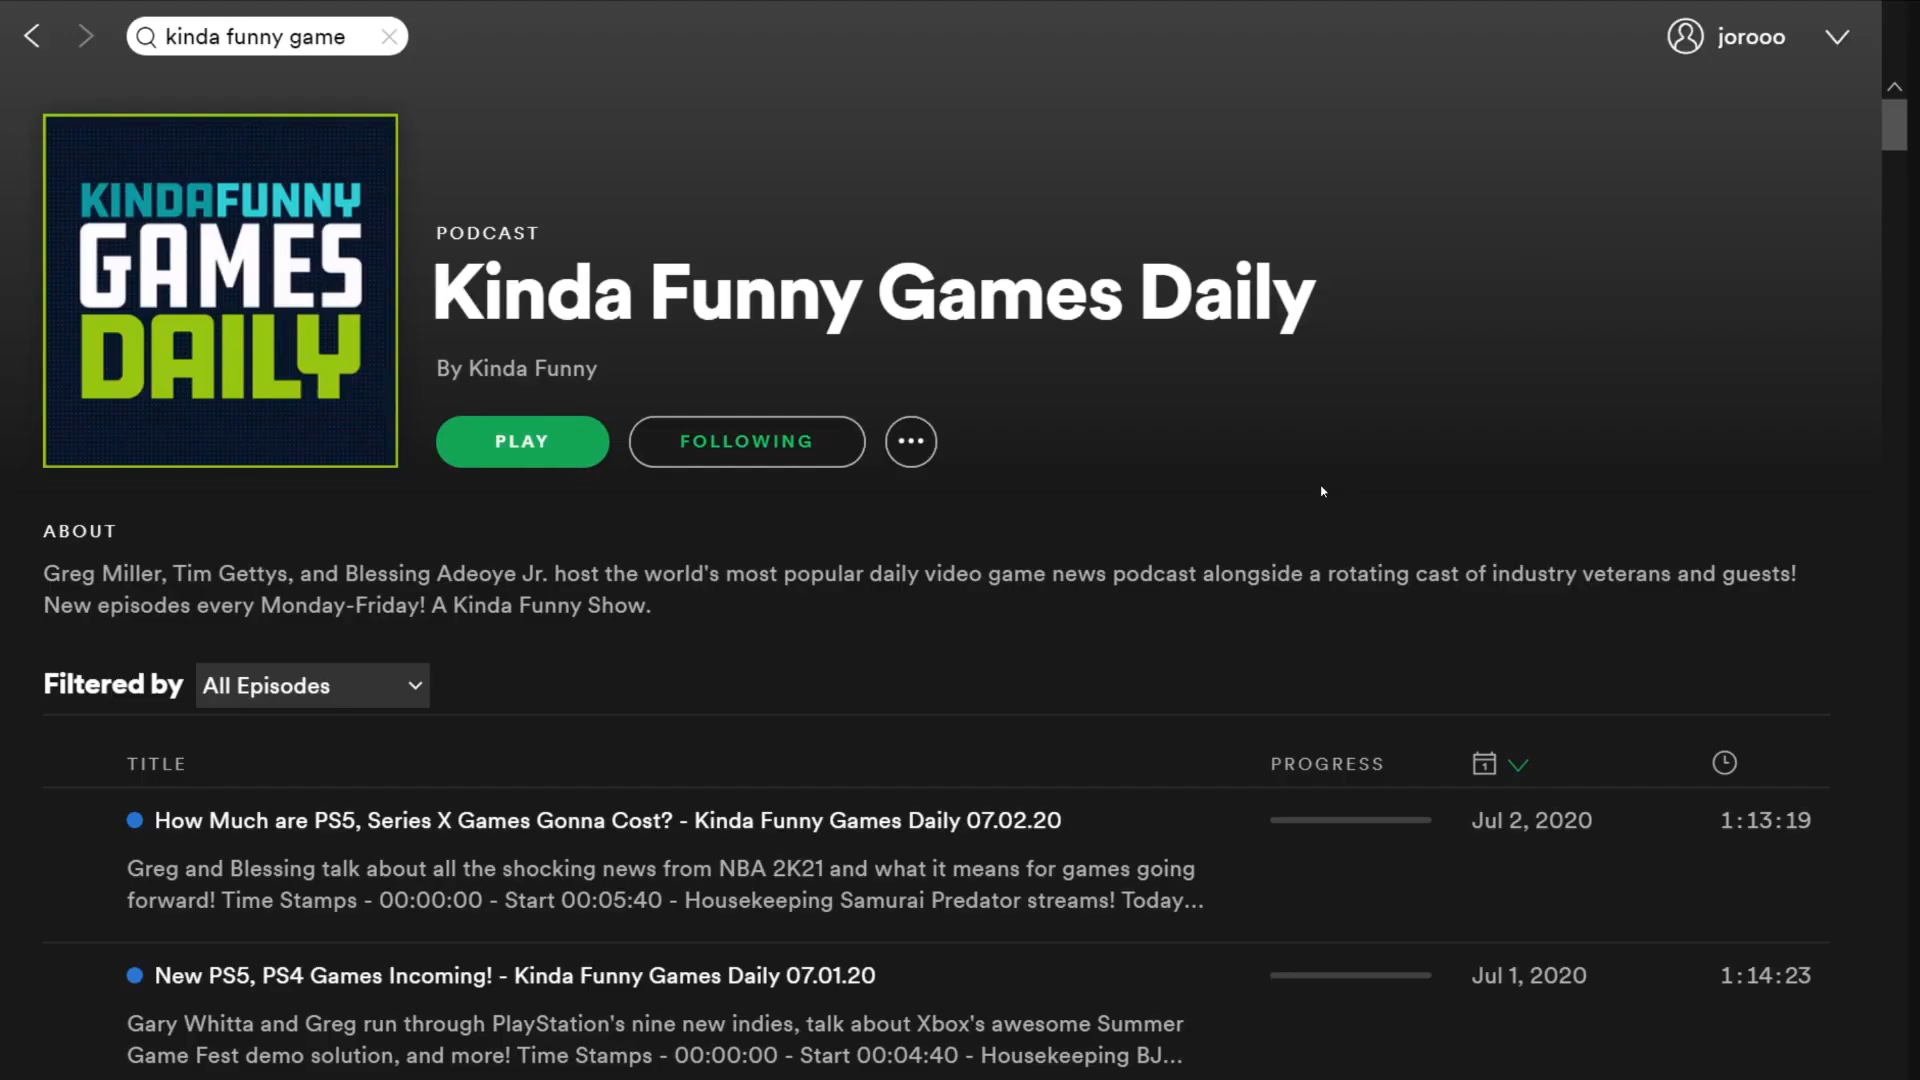 kinda funny game
jorooo
KINDAFUNNY
GAMES
DAILY
PODCAST
Kinda Funny Games Daily
By Kinda Funny
PLAY
FOLLOWING
ABOUT
Greg Miller, Tim Gettys, and Blessing Adeoye Jr. host the world's most popular daily video game news podcast alongside a rotating cast of industry veterans and guests!
New episodes every Monday-Friday! A Kinda Funny Show.
Filtered by All Episodes
TITLE PROGRESS 1
How Much are PS5, Series X Games Gonna Cost? - Kinda Funny Games Daily 07.02.20 Jul 2, 2020 1:13:19
Greg and Blessing talk about all the shocking news from NBA 2K21 and what it means for games going
forward! Time Stamps - 00:00:00 - Start 00:05:40 - Housekeeping Samurai Predator streams! Today...
New PS5, PS4 Games Incoming! - Kinda Funny Games Daily 07.01.20 Jul 1, 2020 1:14:23
Gary Whitta and Greg run through PlayStation's nine new indies, talk about Xbox's awesome Summer
Game Fest demo solution, and more! Time Stamps - 00:00:00 - Start 00:04:40 - Housekeeping BJ...